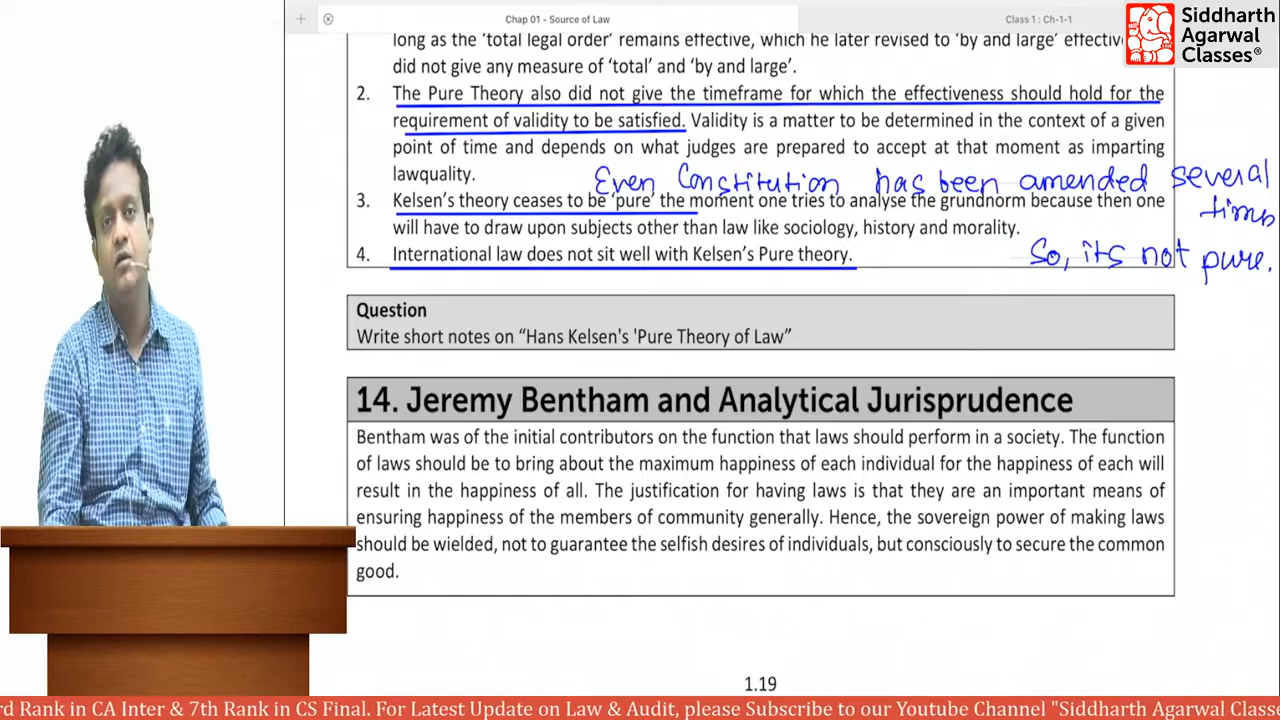 Chap 01 - Source of Law
Class 1 : Ch-1-1
Siddharth
Agarwal
Classes®
long as the 'total legal order' remains effective, which he later revised to 'by and large' effective
did not give any measure of 'total' and 'by and large'.
2. The Pure Theory also did not give the timeframe for which the effectiveness should hold for the
requirement of validity to be satisfied. Validity is a matter to be determined in the context of a given
point of time and depends on what judges are prepared to accept at that moment as imparting
lawquality.
Even Constitution has been amended several
times
3. Kelsen's theory ceases to be 'pure' the moment one tries to analyse the grundnorm because then one
will have to draw upon subjects other than law like sociology, history and morality.
4. International law does not sit well with Kelsen's Pure theory.
So, its not pure.
Question
Write short notes on "Hans Kelsen's 'Pure Theory of Law"
14. Jeremy Bentham and Analytical Jurisprudence
Bentham was of the initial contributors on the function that laws should perform in a society. The function
of laws should be to bring about the maximum happiness of each individual for the happiness of each will
result in the happiness of all. The justification for having laws is that they are an important means of
ensuring happiness of the members of community generally. Hence, the sovereign power of making laws
should be wielded, not to guarantee the selfish desires of individuals, but consciously to secure the common
good.
1.19
rd Rank in CA Inter & 7th Rank in CS Final. For Latest Update on Law & Audit, please Subscribe to our Youtube Channel "Siddharth Agarwal Classe